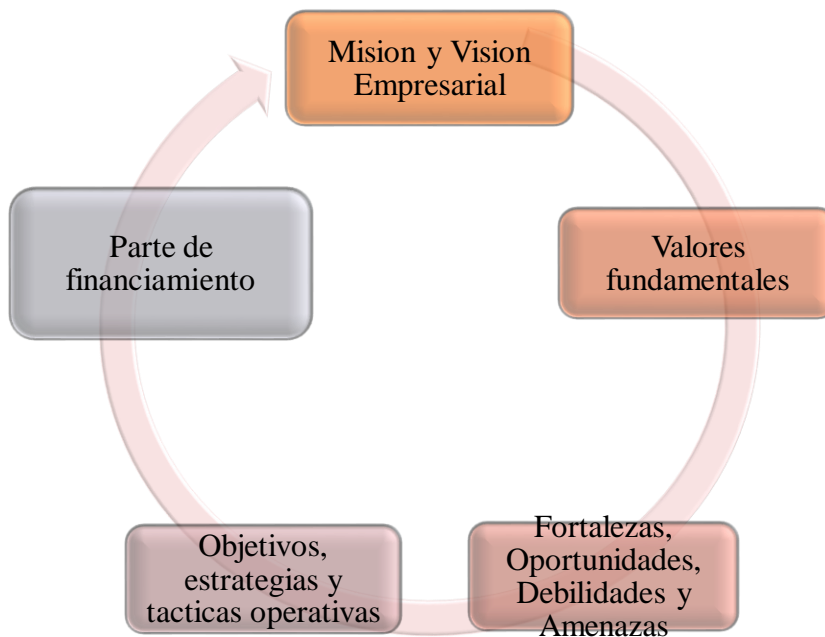 Mision y Vision
Empresarial
Valores
fundamentales
Fortalezas,
Oportunidades,
Debilidades y
Amenazas
Objetivos,
estrategias y
tacticas operativas
Parte de
financiamiento